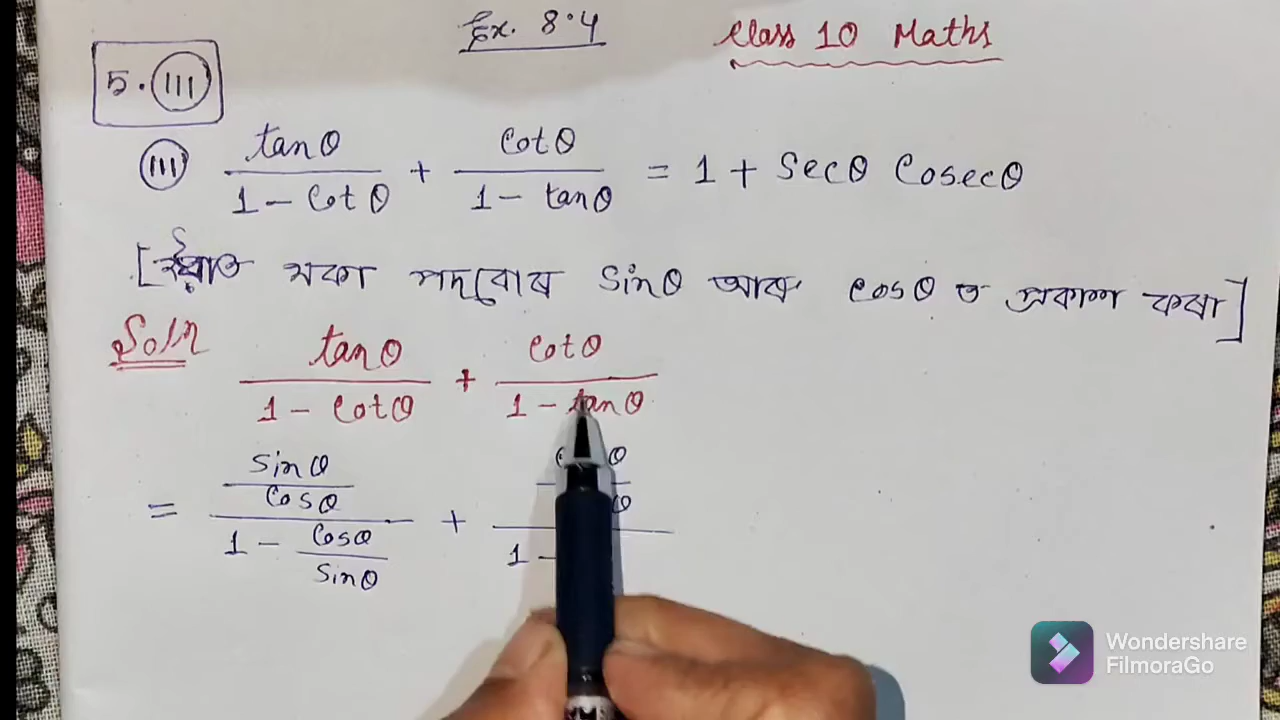 Ex. 8.4
Class 10 Maths
5. (iii)
(iii) tanθ / (1 - cotθ) + cotθ / (1 - tanθ) = 1 + secθ cosecθ
[ইয়াত থকা পদবোৰ sinθ আৰু cosθ ত প্ৰকাশ কৰা]
Soln
tanθ / (1 - cotθ) + cotθ / (1 - tanθ)
= (sinθ / cosθ) / (1 - cosθ / sinθ) + θ / θ / 1 -
Wondershare
FilmoraGo